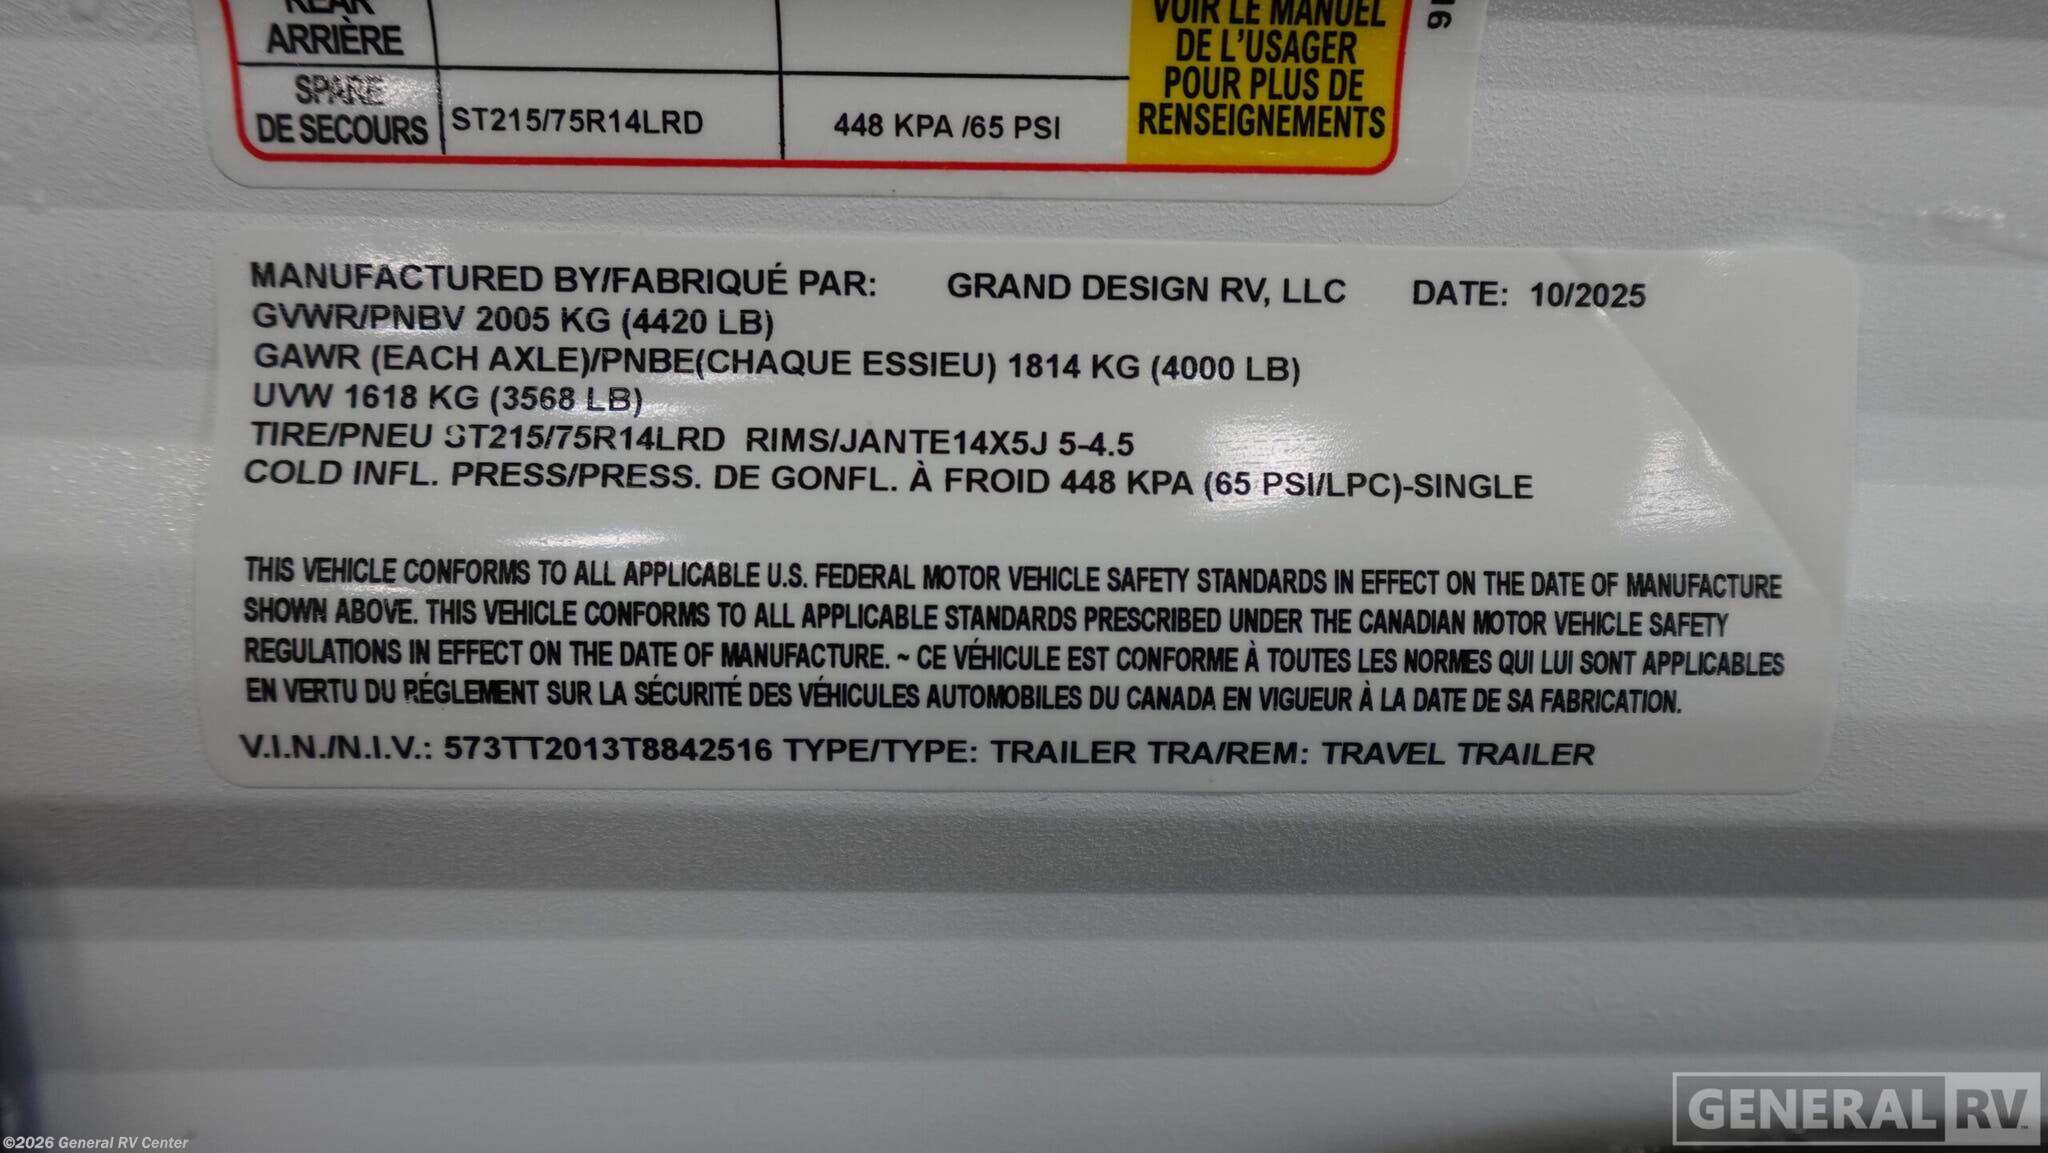 REAR
ARRIÈRE
SPARE
DE SECOURS
ST215/75R14LRD
448 KPA /65 PSI
VOIR LE MANUEL
DE L'USAGER
POUR PLUS DE
RENSEIGNEMENTS
MANUFACTURED BY/FABRIQUÉ PAR: GRAND DESIGN RV, LLC DATE: 10/2025
GVWR/PNBV 2005 KG (4420 LB)
GAWR (EACH AXLE)/PNBE(CHAQUE ESSIEU) 1814 KG (4000 LB)
UVW 1618 KG (3568 LB)
TIRE/PNEU ST215/75R14LRD RIMS/JANTE14X5J 5-4.5
COLD INFL. PRESS/PRESS. DE GONFL. À FROID 448 KPA (65 PSI/LPC)-SINGLE
THIS VEHICLE CONFORMS TO ALL APPLICABLE U.S. FEDERAL MOTOR VEHICLE SAFETY STANDARDS IN EFFECT ON THE DATE OF MANUFACTURE
SHOWN ABOVE. THIS VEHICLE CONFORMS TO ALL APPLICABLE STANDARDS PRESCRIBED UNDER THE CANADIAN MOTOR VEHICLE SAFETY
REGULATIONS IN EFFECT ON THE DATE OF MANUFACTURE. ~ CE VÉHICULE EST CONFORME À TOUTES LES NORMES QUI LUI SONT APPLICABLES
EN VERTU DU RÉGLEMENT SUR LA SÉCURITÉ DES VÉHICULES AUTOMOBILES DU CANADA EN VIGUEUR À LA DATE DE SA FABRICATION.
V.I.N./N.I.V.: 573TT2013T8842516 TYPE/TYPE: TRAILER TRA/REM: TRAVEL TRAILER
GENERAL RV
©2026 General RV Center